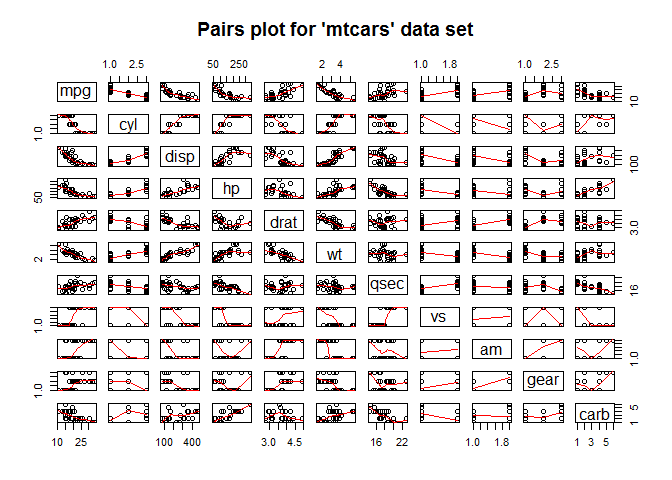 Pairs plot for 'mtcars' data set
1.0 2.5 50 250 2 4 1.0 1.8 1.0 2.5
mpg 10
1.0 cyl
disp 100
50 hp
drat 3.0
2 wt
qsec 16
1.0 vs
am 1.0
1.0 gear
carb 1 5
10 25 100 400 3.0 4.5 16 22 1.0 1.8 1 3 5